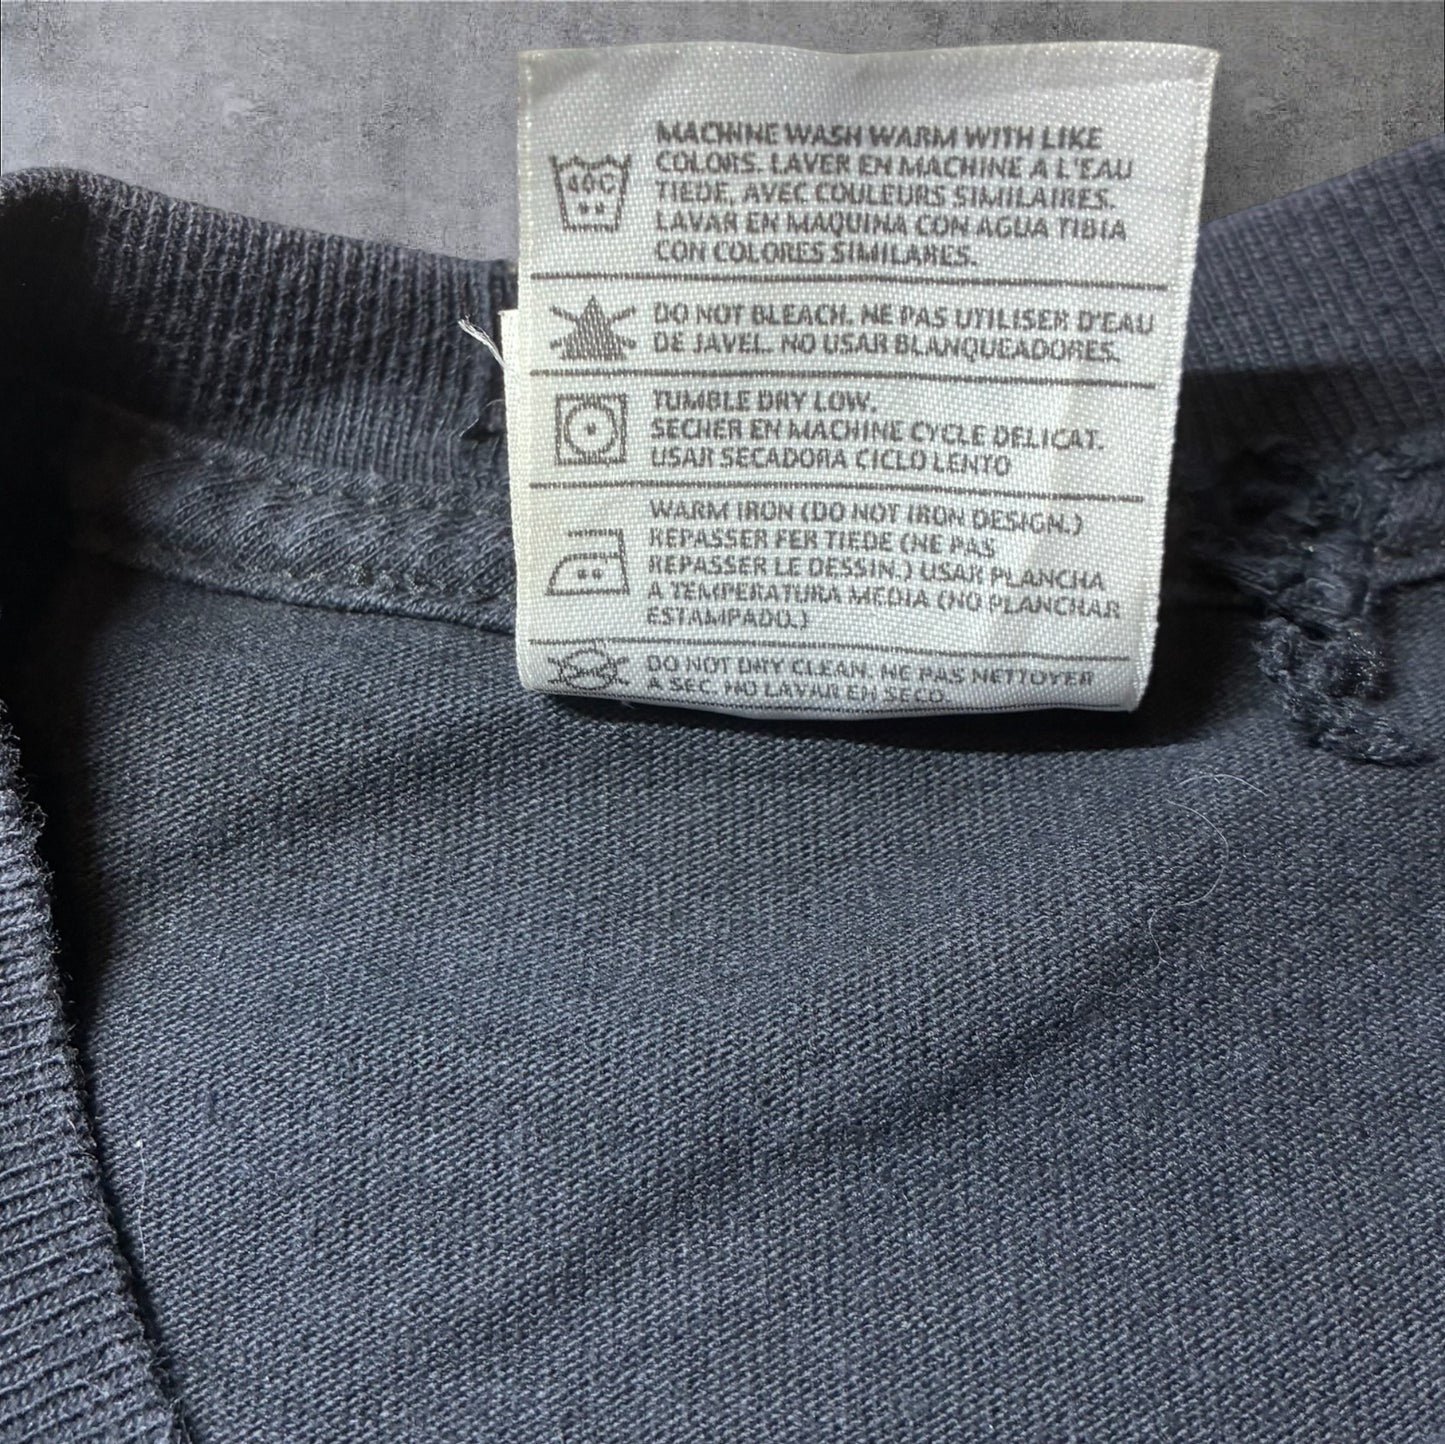 MACHINE WASH WARM WITH LIKE
COLORS. LAVER EN MACHINE A L'EAU
TIEDE, AVEC COULEURS SIMILAIRES.
LAVAR EN MAQUINA CON AGUA TIBIA
CON COLORES SIMILARES.
40C
DO NOT BLEACH. NE PAS UTILISER D'EAU
DE JAVEL. NO USAR BLANQUEADORES.
TUMBLE DRY LOW.
SECHER EN MACHINE CYCLE DELICAT.
USAR SECADORA CICLO LENTO
WARM IRON (DO NOT IRON DESIGN.)
REPASSER FER TIEDE (NE PAS
REPASSER LE DESSIN.) USAR PLANCHA
A TEMPERATURA MEDIA (NO PLANCHAR
ESTAMPADO.)
DO NOT DRY CLEAN. NE PAS NETTOYER
A SEC. NO LAVAR EN SECO.